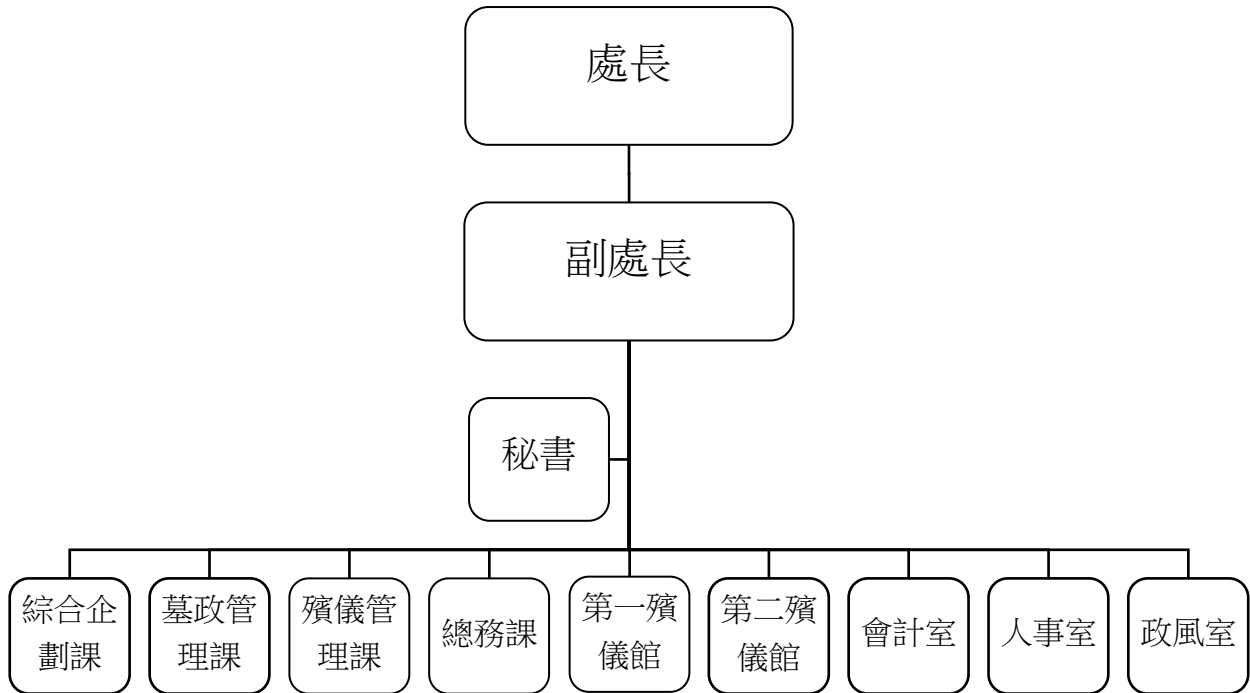 處長
副處長
秘書
綜合企
劃課
墓政管
理課
殯儀管
理課
總務課
第一殯
儀館
第二殯
儀館
會計室
人事室
政風室